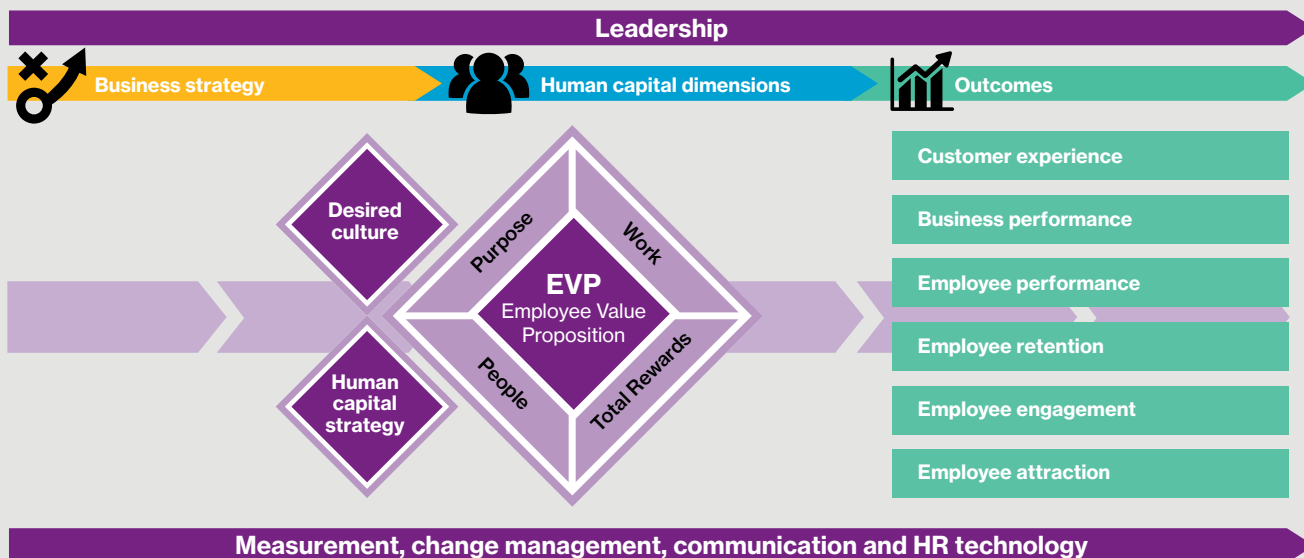 Leadership
Business strategy
Human capital dimensions
Outcomes
Desired
culture
Human
capital
strategy
Purpose
Work
People
Total Rewards
EVP
Employee Value
Proposition
Customer experience
Business performance
Employee performance
Employee retention
Employee engagement
Employee attraction
Measurement, change management, communication and HR technology